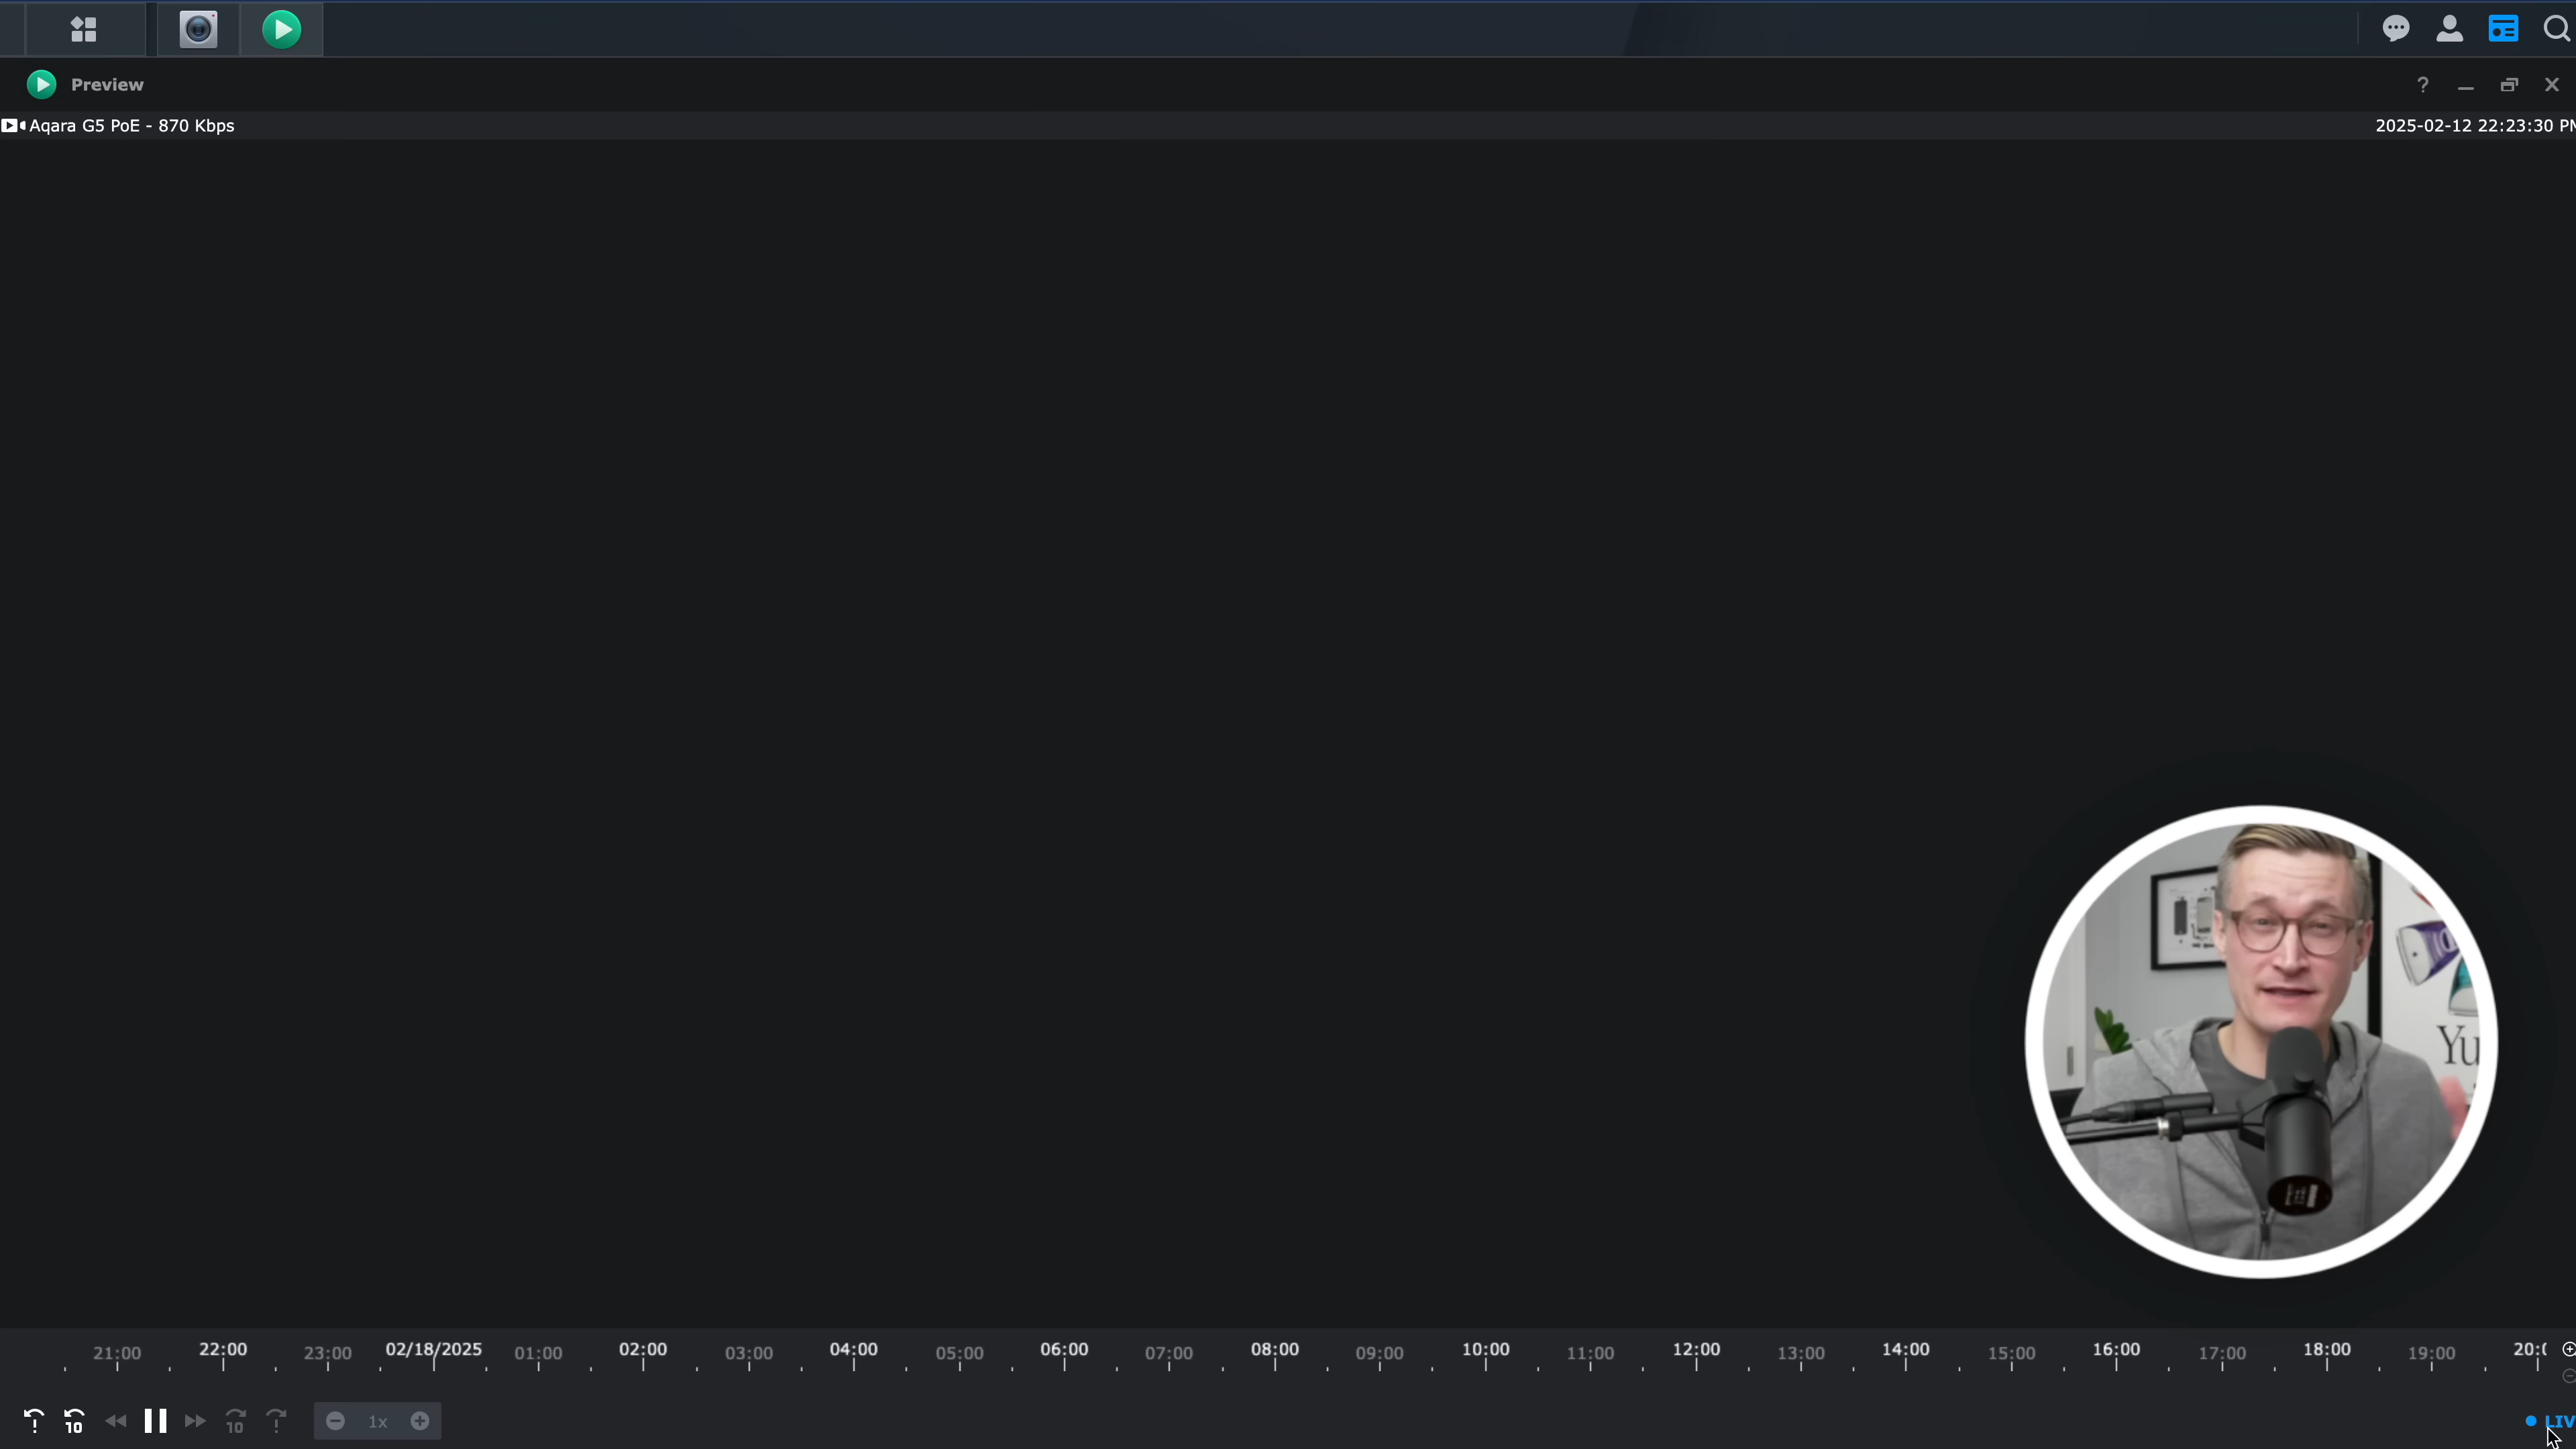 Preview
?
Aqara G5 PoE - 870 Kbps
2025-02-12 22:23:30 PM
Yu
21:00 22:00 23:00 02/18/2025 01:00 02:00 03:00 04:00 05:00 06:00 07:00 08:00 09:00 10:00 11:00 12:00 13:00 14:00 15:00 16:00 17:00 18:00 19:00 20:0
10 10 1x LIV